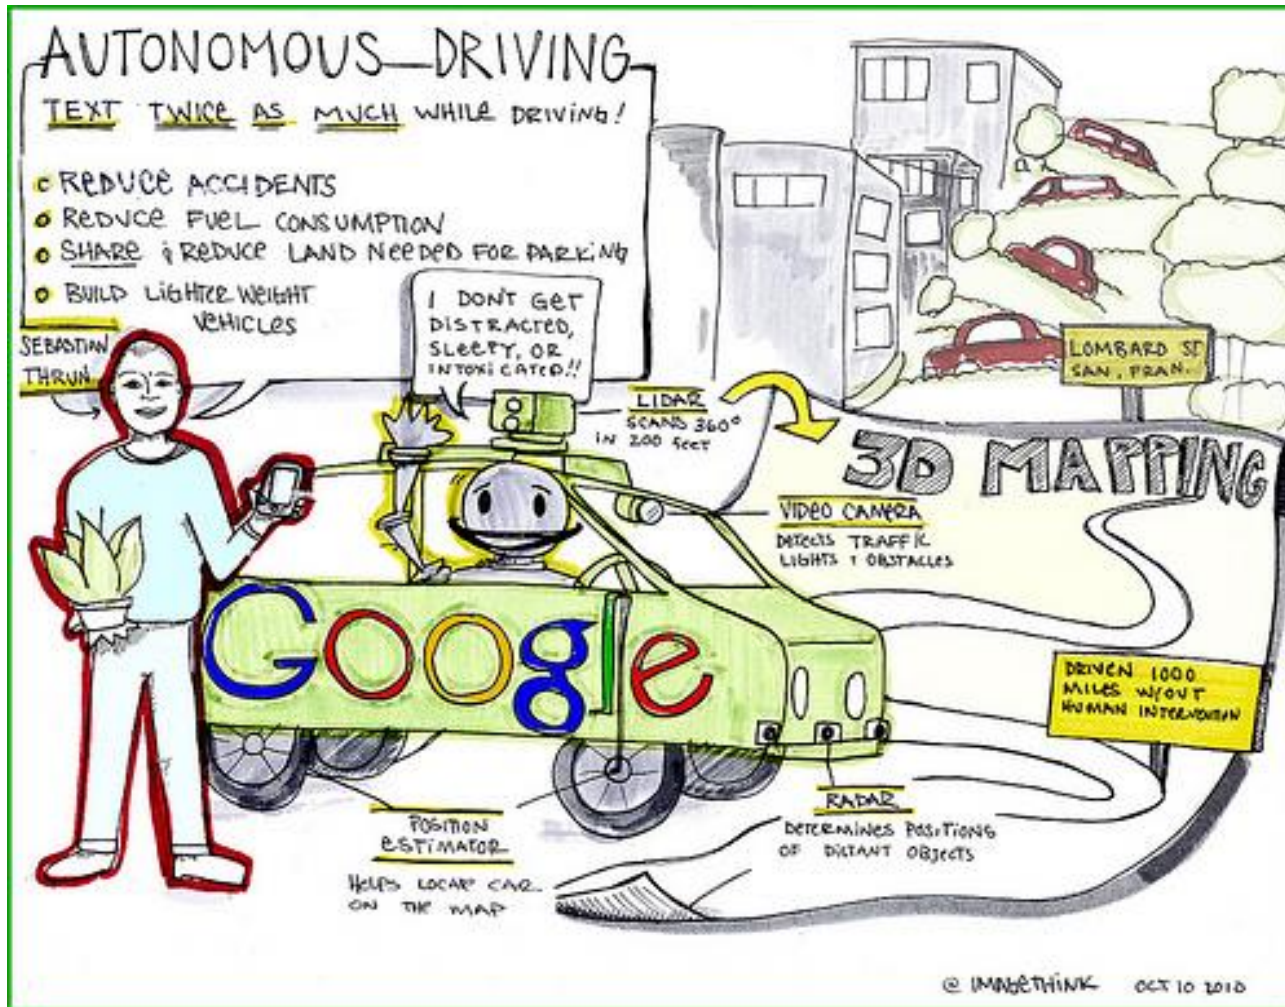 AUTONOMOUS DRIVING
TEXT TWICE AS MUCH WHILE DRIVING!
REDUCE ACCIDENTS
REDUCE FUEL CONSUMPTION
SHARE & REDUCE LAND NEEDED FOR PARKING
BUILD LIGHTER WEIGHT
VEHICLES
SEBASTIAN
THRUN
I DON'T GET
DISTRACTED,
SLEEPY, OR
INTOXICATED!!
LIDAR
SCANS 360°
IN 200 FEET
LOMBARD ST
SAN. FRAN.
3D MAPPING
VIDEO CAMERA
DETECTS TRAFFIC
LIGHTS & OBSTACLES
Google
DRIVEN 1000
MILES W/OUT
HUMAN INTERVENTION
RADAR
DETERMINES POSITIONS
OF DISTANT OBJECTS
POSITION
ESTIMATOR
HELPS LOCATE CAR
ON THE MAP
@ IMAGETHINK OCT 10 2010